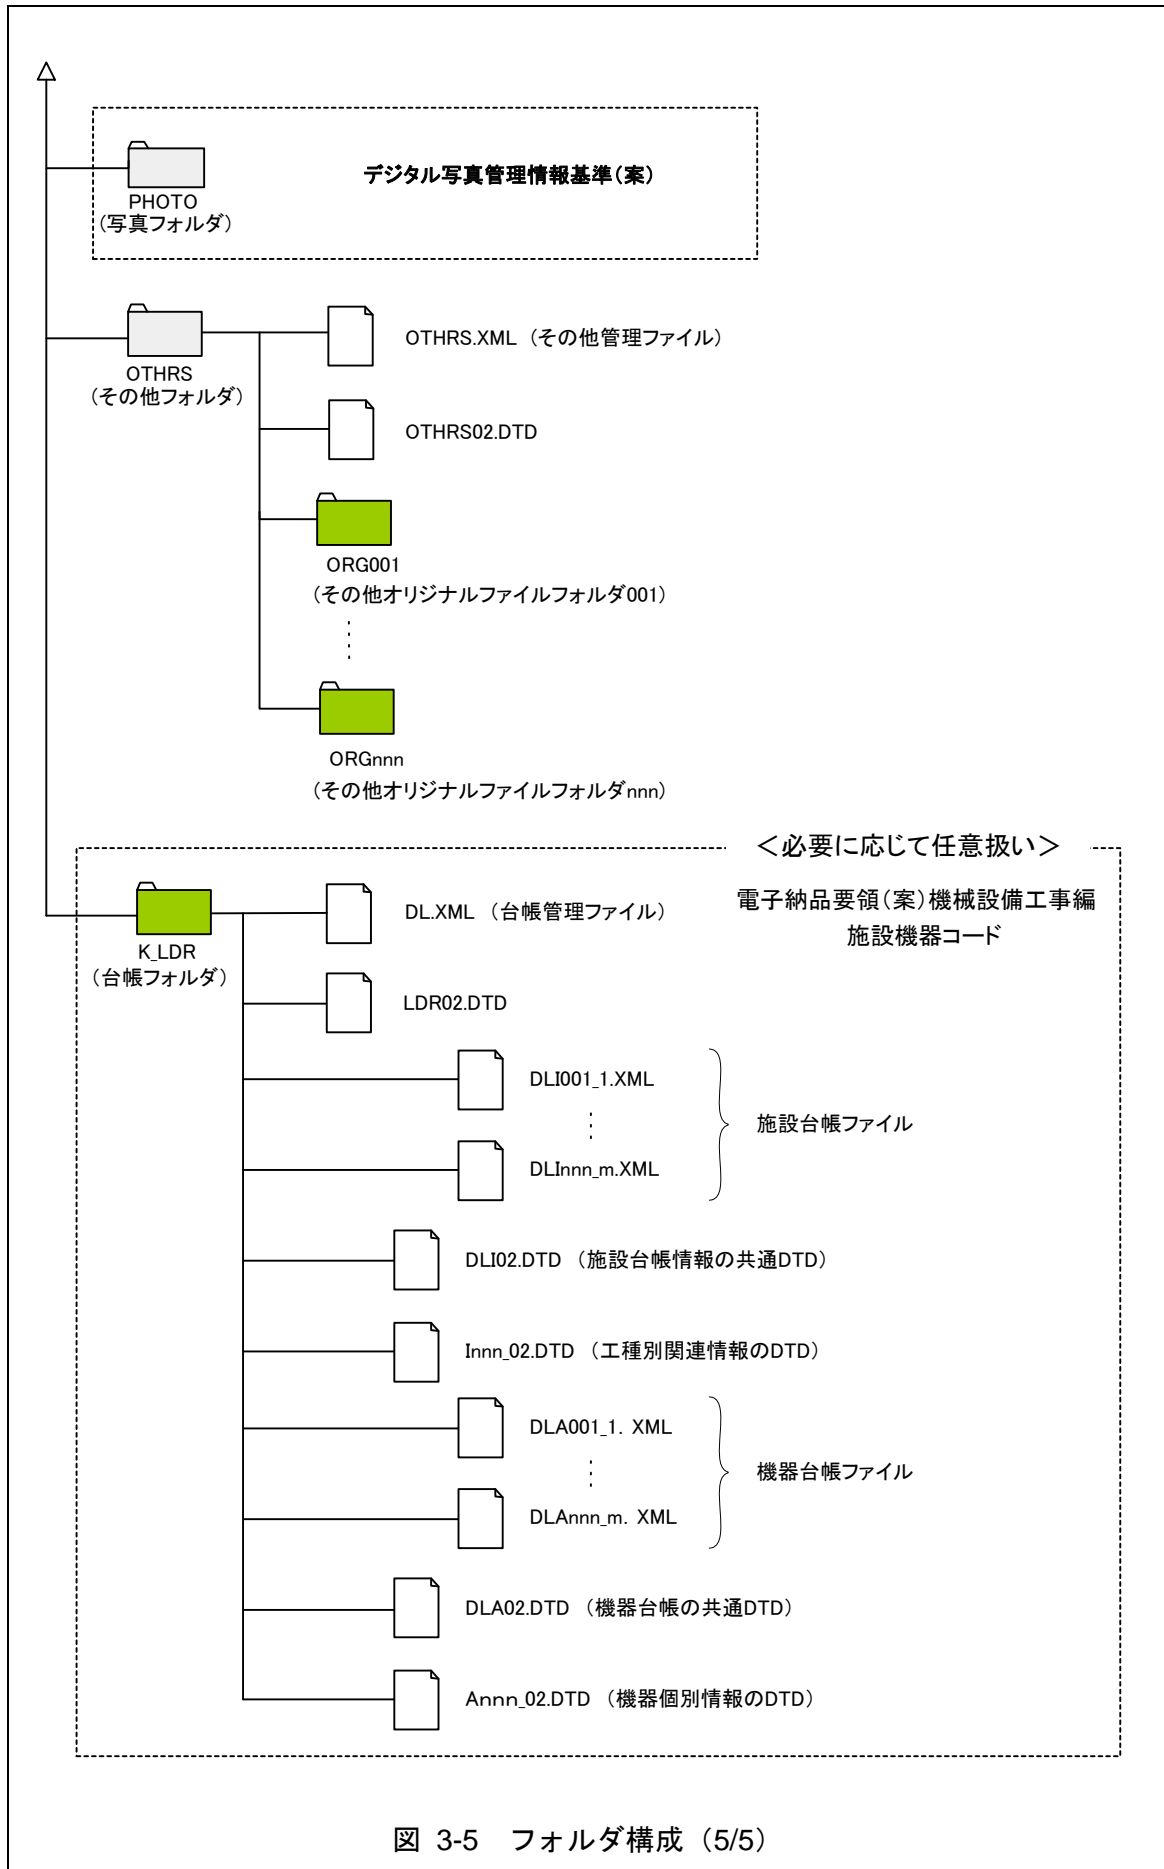 デジタル写真管理情報基準(案)
PHOTO
(写真フォルダ)
OTHRS.XML (その他管理ファイル)
OTHRS
(その他フォルダ)
OTHRS02.DTD
ORG001
(その他オリジナルファイルフォルダ001)
ORGnnn
(その他オリジナルファイルフォルダnnn)
<必要に応じて任意扱い>
電子納品要領(案)機械設備工事編
施設機器コード
DL.XML (台帳管理ファイル)
K_LDR
(台帳フォルダ)
LDR02.DTD
DLI001_1.XML
施設台帳ファイル
DLInnn_m.XML
DLI02.DTD (施設台帳情報の共通DTD)
Innn_02.DTD (工種別関連情報のDTD)
DLA001_1. XML
機器台帳ファイル
DLAnnn_m. XML
DLA02.DTD (機器台帳の共通DTD)
Annn_02.DTD (機器個別情報のDTD)
図 3-5 フォルダ構成 (5/5)